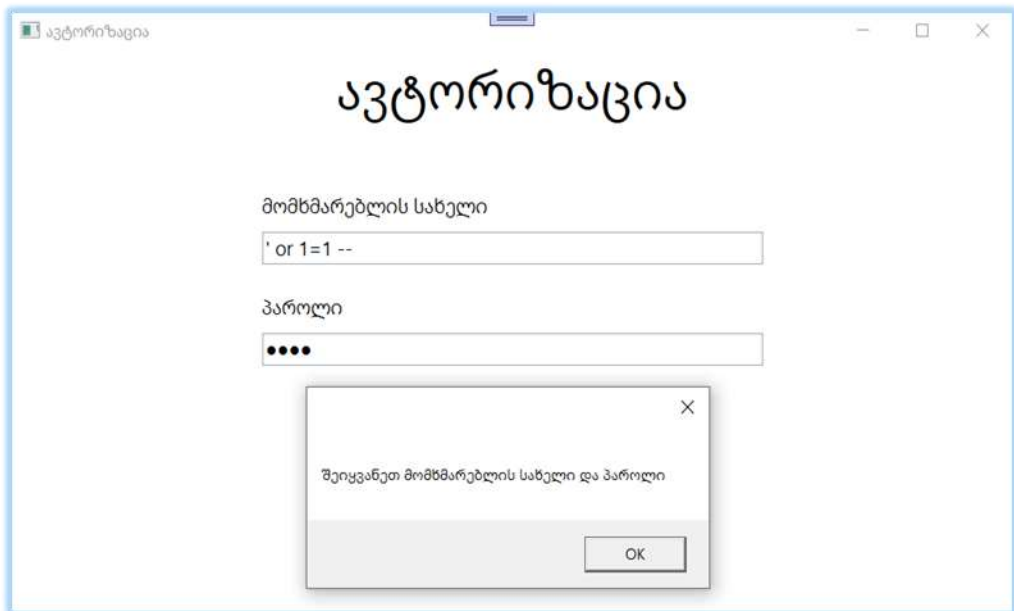 ავტორიზაცია
ავტორიზაცია
მომხმარებლის სახელი
' or 1=1 --
პაროლი
••••
შეიყვანეთ მომხმარებლის სახელი და პაროლი
OK